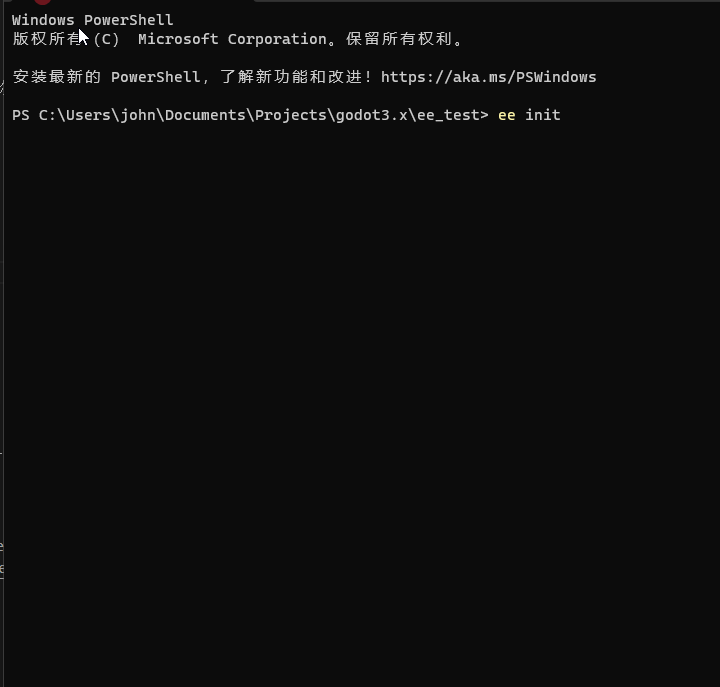 Windows PowerShell
版权所有 (C)  Microsoft Corporation。保留所有权利。
安装最新的 PowerShell，了解新功能和改进！https://aka.ms/PSWindows
PS C:\Users\john\Documents\Projects\godot3.x\ee_test> ee init